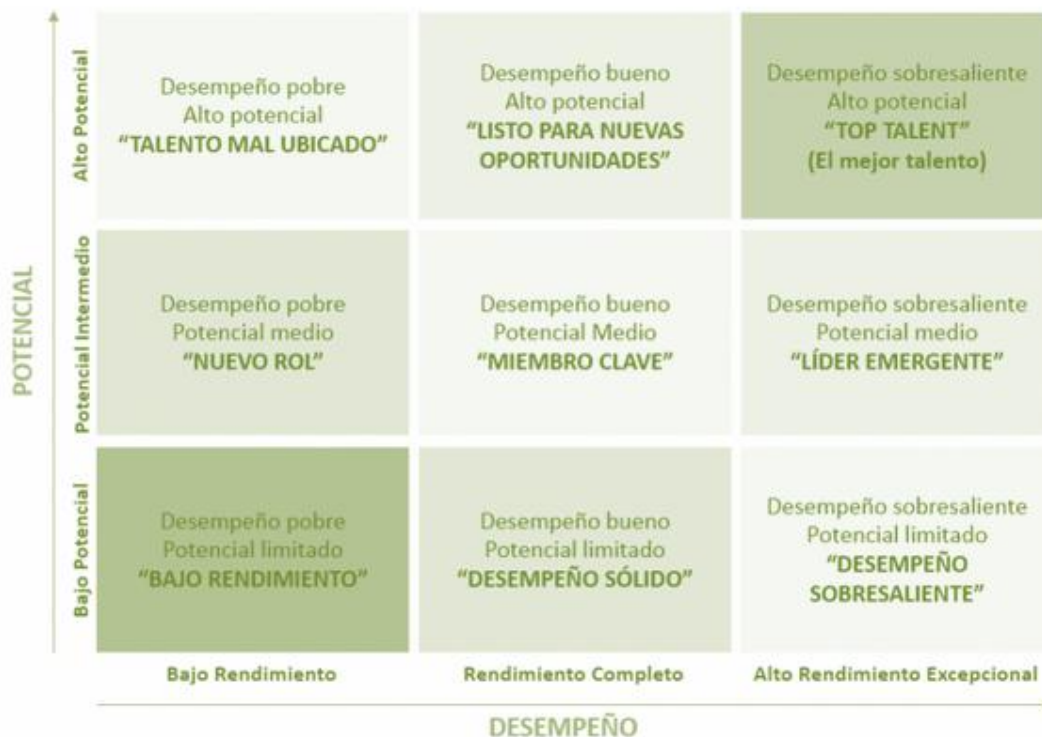 POTENCIAL
Alto Potencial
Desempeño pobre
Alto potencial
“TALENTO MAL UBICADO”
Desempeño bueno
Alto potencial
“LISTO PARA NUEVAS
OPORTUNIDADES”
Desempeño sobresaliente
Alto potencial
“TOP TALENT”
(El mejor talento)
Potencial Intermedio
Desempeño pobre
Potencial medio
“NUEVO ROL”
Desempeño bueno
Potencial Medio
“MIEMBRO CLAVE”
Desempeño sobresaliente
Potencial medio
“LÍDER EMERGENTE”
Bajo Potencial
Desempeño pobre
Potencial limitado
“BAJO RENDIMIENTO”
Desempeño bueno
Potencial limitado
“DESEMPEÑO SÓLIDO”
Desempeño sobresaliente
Potencial limitado
“DESEMPEÑO
SOBRESALIENTE”
Bajo Rendimiento
Rendimiento Completo
Alto Rendimiento Excepcional
DESEMPEÑO